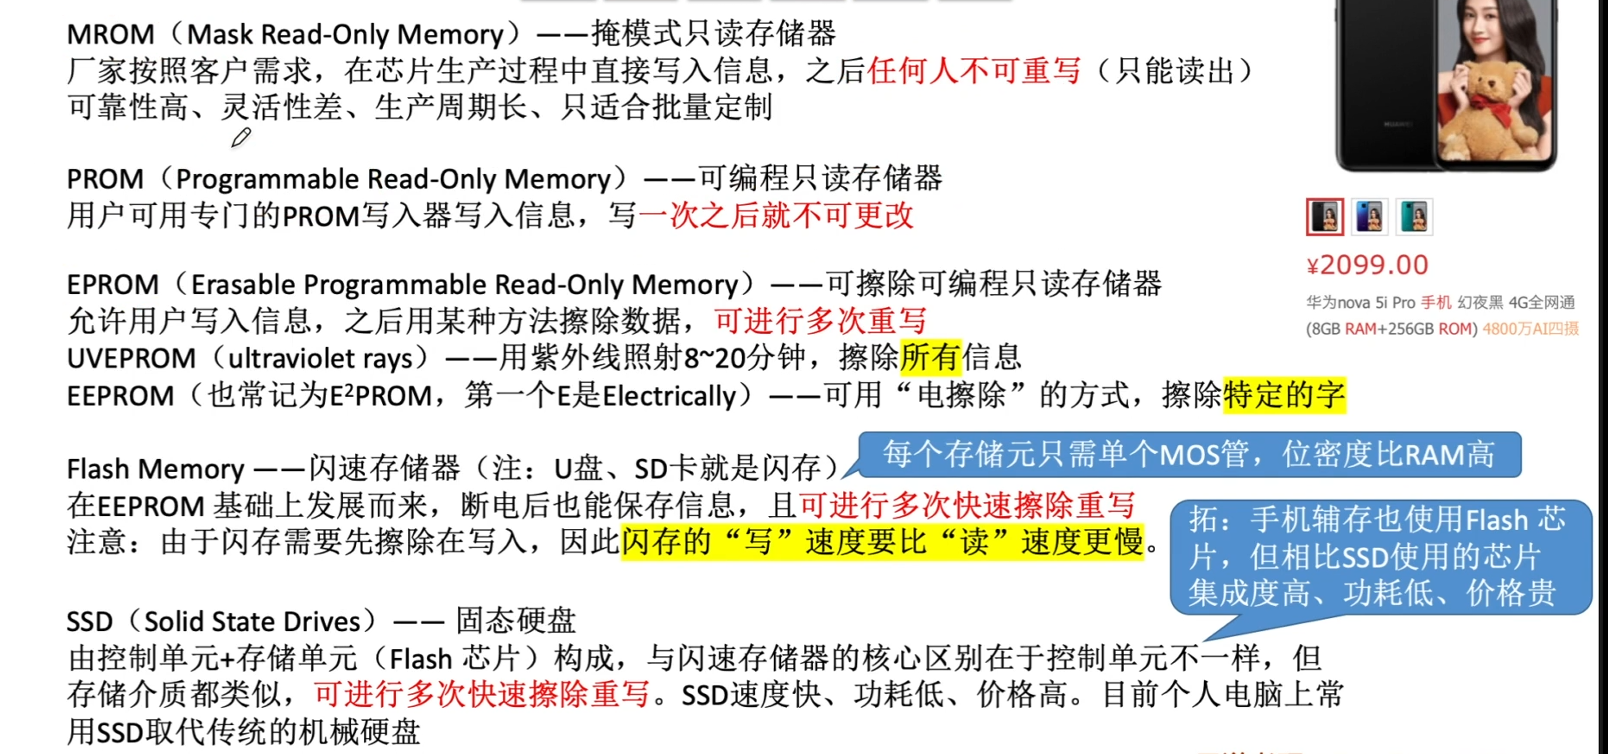 MROM（Mask Read-Only Memory）——掩模式只读存储器
厂家按照客户需求，在芯片生产过程中直接写入信息，之后任何人不可重写（只能读出）
可靠性高、灵活性差、生产周期长、只适合批量定制
PROM（Programmable Read-Only Memory）——可编程只读存储器
用户可用专门的PROM写入器写入信息，写一次之后就不可更改
EPROM（Erasable Programmable Read-Only Memory）——可擦除可编程只读存储器
允许用户写入信息，之后用某种方法擦除数据，可进行多次重写
UVEPROM（ultraviolet rays）——用紫外线照射8~20分钟，擦除所有信息
EEPROM（也常记为E²PROM，第一个E是Electrically）——可用“电擦除”的方式，擦除特定的字
Flash Memory ——闪速存储器（注：U盘、SD卡就是闪存）
在EEPROM 基础上发展而来，断电后也能保存信息，且可进行多次快速擦除重写
注意：由于闪存需要先擦除在写入，因此闪存的“写”速度要比“读”速度更慢。
SSD（Solid State Drives）—— 固态硬盘
由控制单元+存储单元（Flash 芯片）构成，与闪速存储器的核心区别在于控制单元不一样，但
存储介质都类似，可进行多次快速擦除重写。SSD速度快、功耗低、价格高。目前个人电脑上常
用SSD取代传统的机械硬盘
每个存储元只需单个MOS管，位密度比RAM高
拓：手机辅存也使用Flash 芯
片，但相比SSD使用的芯片
集成度高、功耗低、价格贵
HUAWEI
¥2099.00
华为nova 5i Pro 手机 幻夜黑 4G全网通
(8GB RAM+256GB ROM) 4800万AI四摄